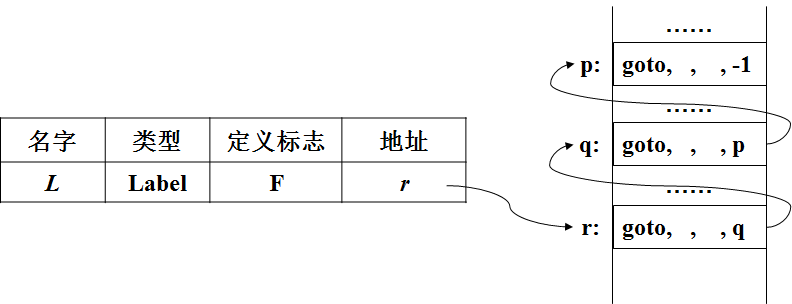 ……
p: goto, , , -1
……
名字 类型 定义标志 地址
q: goto, , , p
L Label F r
……
r: goto, , , q